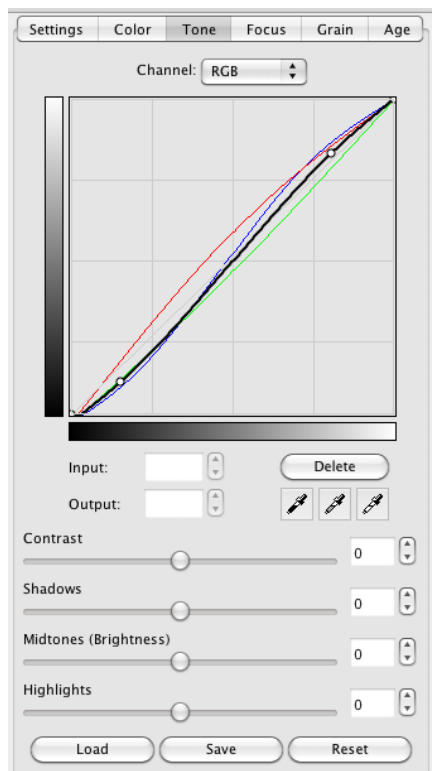 Settings Color Tone Focus Grain Age
Channel: RGB
Input:
Delete
Output:
Contrast
0
Shadows
0
Midtones (Brightness)
0
Highlights
0
Load Save Reset